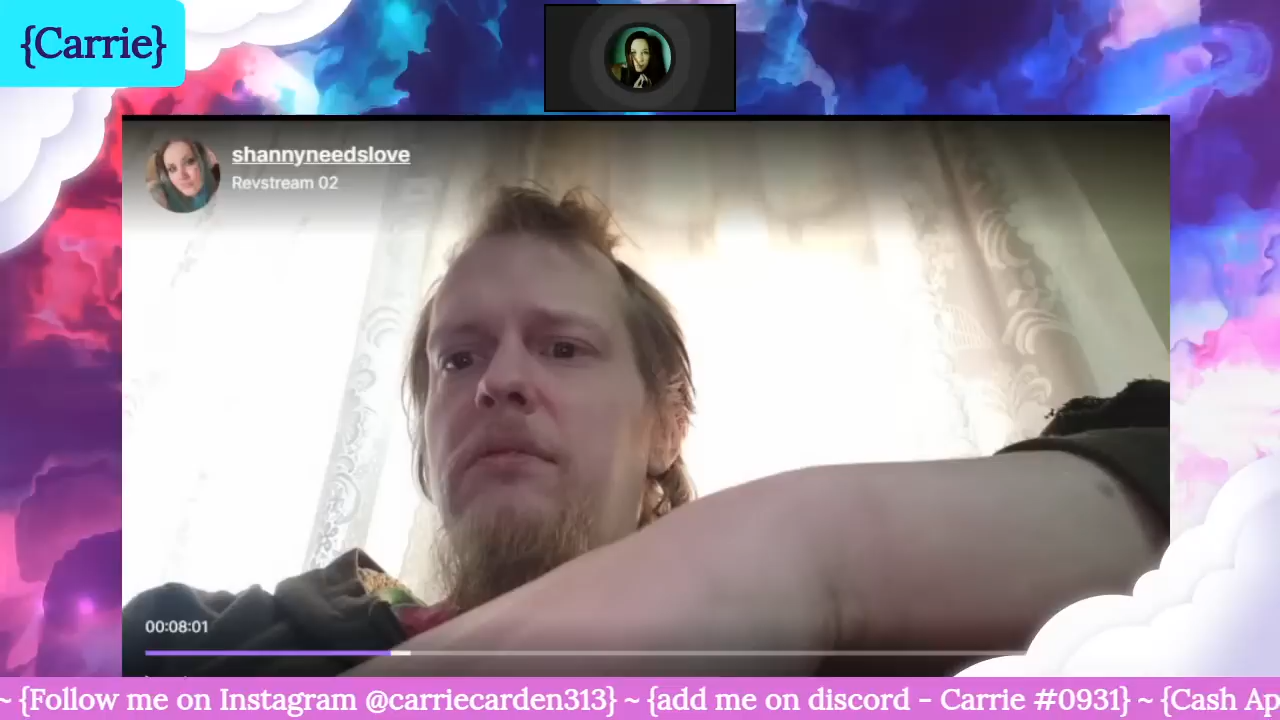 {Carrie}
shannyneedslove
Revstream 02
00:08:01
~ {Follow me on Instagram @carriecarden313} ~ {add me on discord - Carrie #0931} ~ {Cash Ap